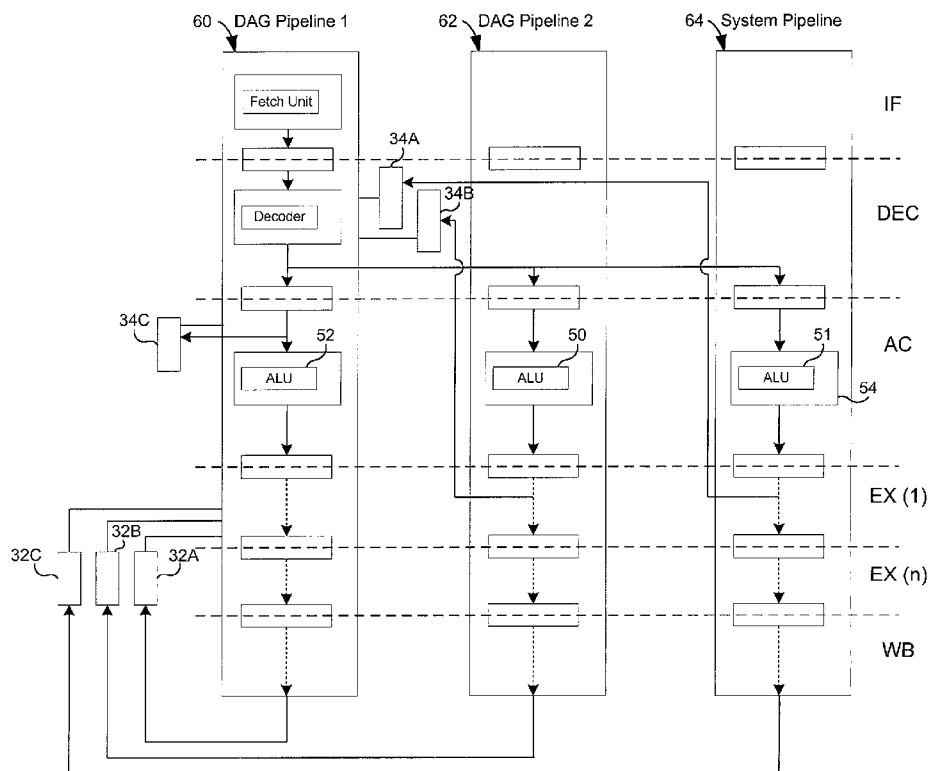 60 DAG Pipeline 1
62 DAG Pipeline 2
64 System Pipeline
Fetch Unit
IF
34A
34B
Decoder
DEC
34C
52
50
51
AC
ALU
ALU
ALU
54
EX (1)
32C
32B
32A
EX (n)
WB